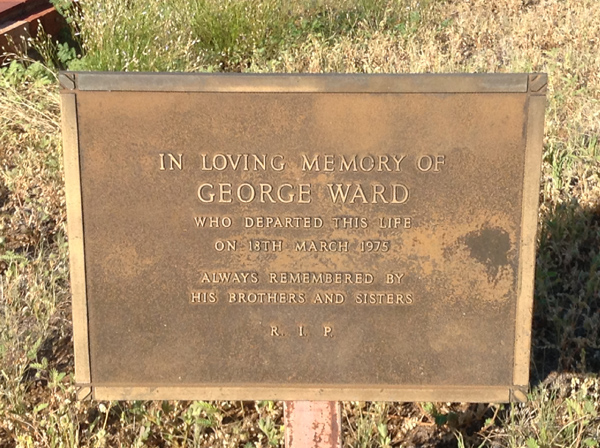 IN LOVING MEMORY OF
GEORGE WARD
WHO DEPARTED THIS LIFE
ON 18TH MARCH 1975
ALWAYS REMEMBERED BY
HIS BROTHERS AND SISTERS
R. I. P.